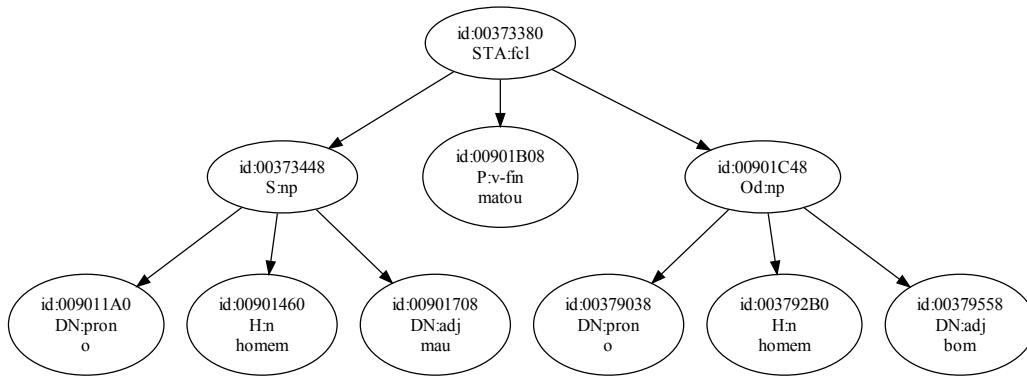 id:00373380
STA:fcl
id:00373448
S:np
id:00901B08
P:v-fin
matou
id:00901C48
Od:np
id:009011A0
DN:pron
o
id:00901460
H:n
homem
id:00901708
DN:adj
mau
id:00379038
DN:pron
o
id:003792B0
H:n
homem
id:00379558
DN:adj
bom